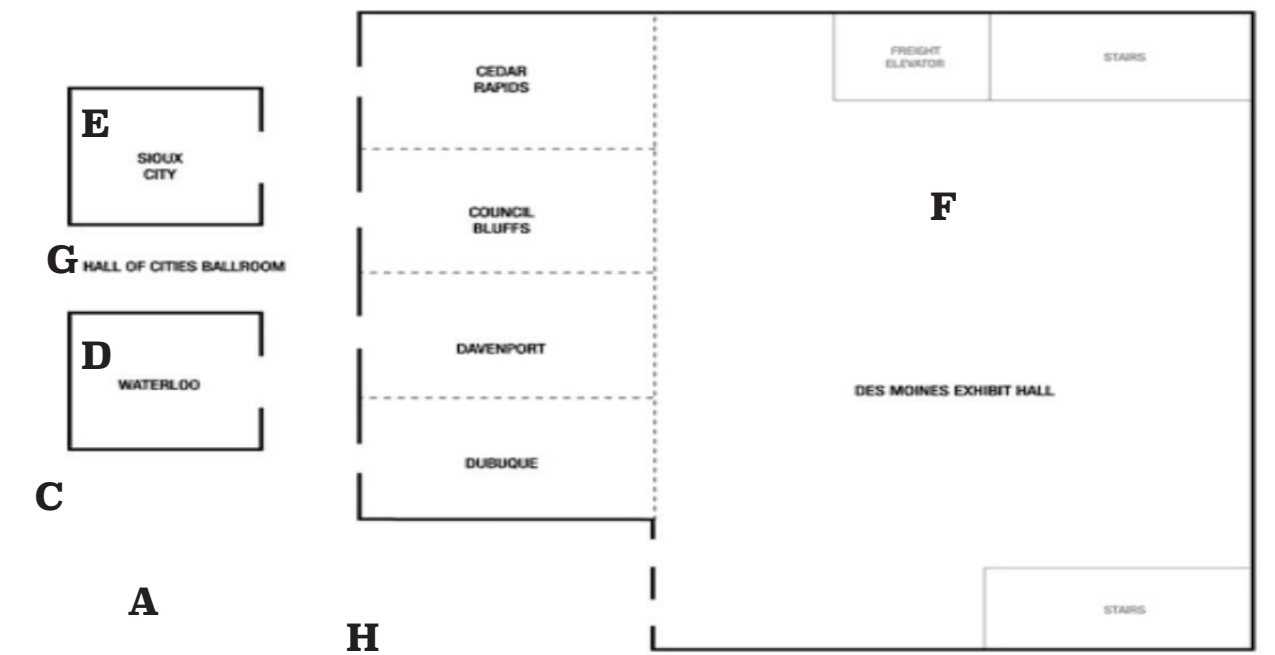 FREIGHT
ELEVATOR
STAIRS
CEDAR
RAPIDS
E
SIOUX
CITY
F
COUNCIL
BLUFFS
G HALL OF CITIES BALLROOM
D
WATERLOO
DAVENPORT
DES MOINES EXHIBIT HALL
DUBUQUE
C
A
STAIRS
H